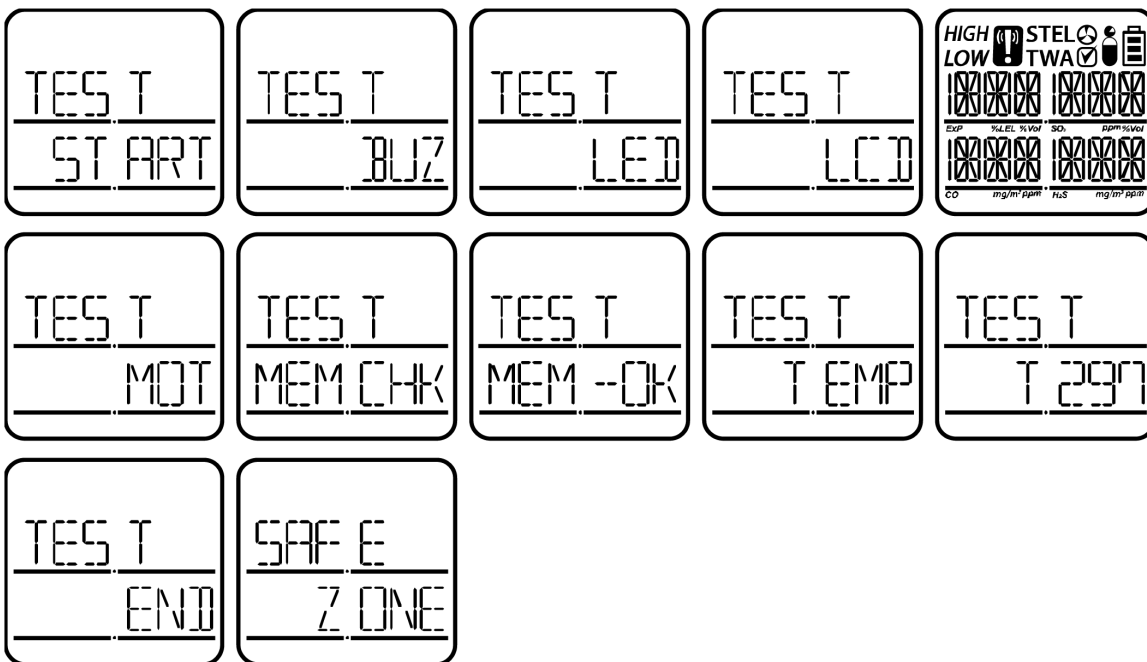 TEST
START
TEST
BUZ
TEST
LED
TEST
LCD
HIGH STEL
LOW TWA
EXP %LEL %Vol SO₂ ppm %Vol
CO mg/m³ ppm H₂S mg/m³ ppm
TEST
MOT
TEST
MEM CHK
TEST
MEM -OK
TEST
TEMP
TEST
T 297
TEST
END
SAFE
ZONE